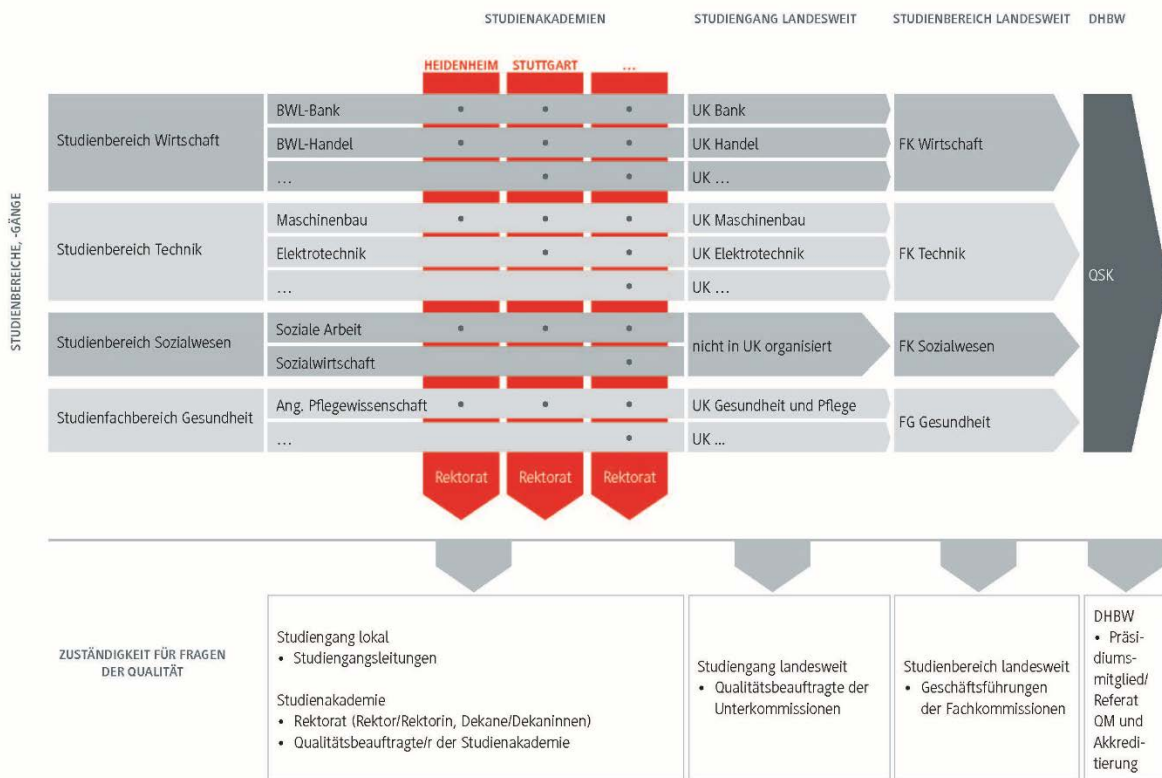 STUDIENAKADEMIEN
STUDIENGANG LANDESWEIT
STUDIENBEREICH LANDESWEIT
DHBW
HEIDENHEIM
STUTTGART
...
STUDIENBEREICHE, -GÄNGE
Studienbereich Wirtschaft
BWL-Bank
UK Bank
BWL-Handel
UK Handel
...
UK ...
FK Wirtschaft
Studienbereich Technik
Maschinenbau
UK Maschinenbau
Elektrotechnik
UK Elektrotechnik
...
UK ...
FK Technik
QSK
Studienbereich Sozialwesen
Soziale Arbeit
Sozialwirtschaft
nicht in UK organisiert
FK Sozialwesen
Studienfachbereich Gesundheit
Ang. Pflegewissenschaft
UK Gesundheit und Pflege
...
UK ...
FG Gesundheit
Rektorat
Rektorat
Rektorat
ZUSTÄNDIGKEIT FÜR FRAGEN
DER QUALITÄT
Studiengang lokal
• Studiengangsleitungen
Studienakademie
• Rektorat (Rektor/Rektorin, Dekane/Dekaninnen)
• Qualitätsbeauftragte/r der Studienakademie
Studiengang landesweit
• Qualitätsbeauftragte der
Unterkommissionen
Studienbereich landesweit
• Geschäftsführungen
der Fachkommissionen
DHBW
• Präsi-
diums-
mitglied/
Referat
QM und
Akkredi-
tierung